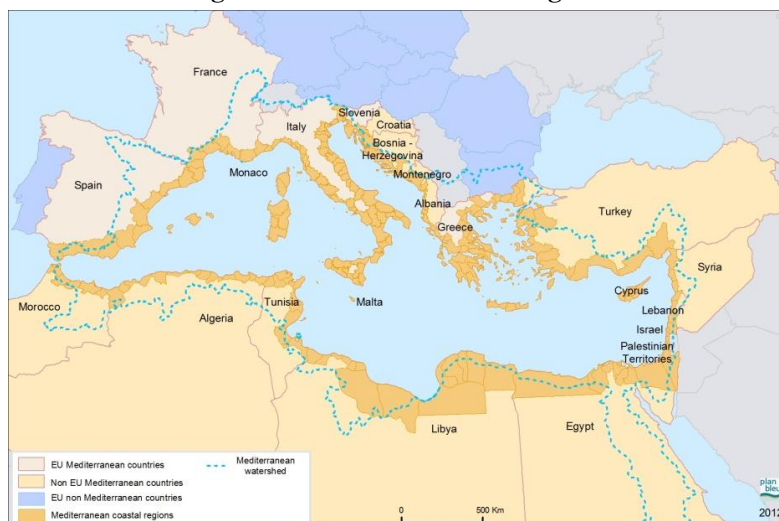 France
Slovenia
Croatia
Italy
Bosnia -
Herzegovina
Monaco
Montenegro
Spain
Albania
Turkey
Greece
Syria
Cyprus
Morocco
Tunisia
Malta
Lebanon
Algeria
Israel
Palestinian
Territories
Libya
Egypt
EU Mediterranean countries
Mediterranean
watershed
Non EU Mediterranean countries
EU non Mediterranean countries
Mediterranean coastal regions
0 500 Km
plan
bleu
2012